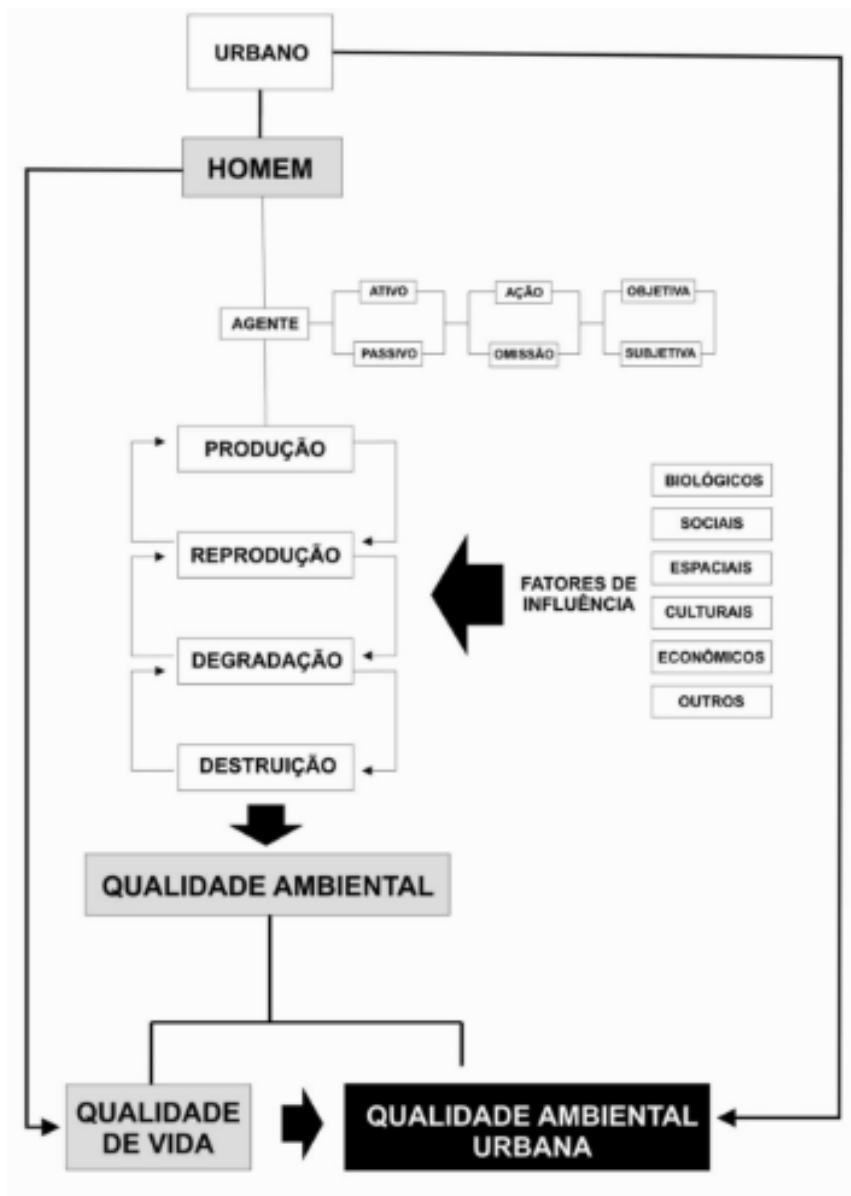 URBANO
HOMEM
ATIVO
AÇÃO
OBJETIVA
AGENTE
PASSIVO
OMISSÃO
SUBJETIVA
PRODUÇÃO
BIOLÓGICOS
SOCIAIS
REPRODUÇÃO
ESPACIAIS
FATORES DE
INFLUÊNCIA
CULTURAIS
DEGRADAÇÃO
ECONÔMICOS
OUTROS
DESTRUIÇÃO
QUALIDADE AMBIENTAL
QUALIDADE
DE VIDA
QUALIDADE AMBIENTAL
URBANA